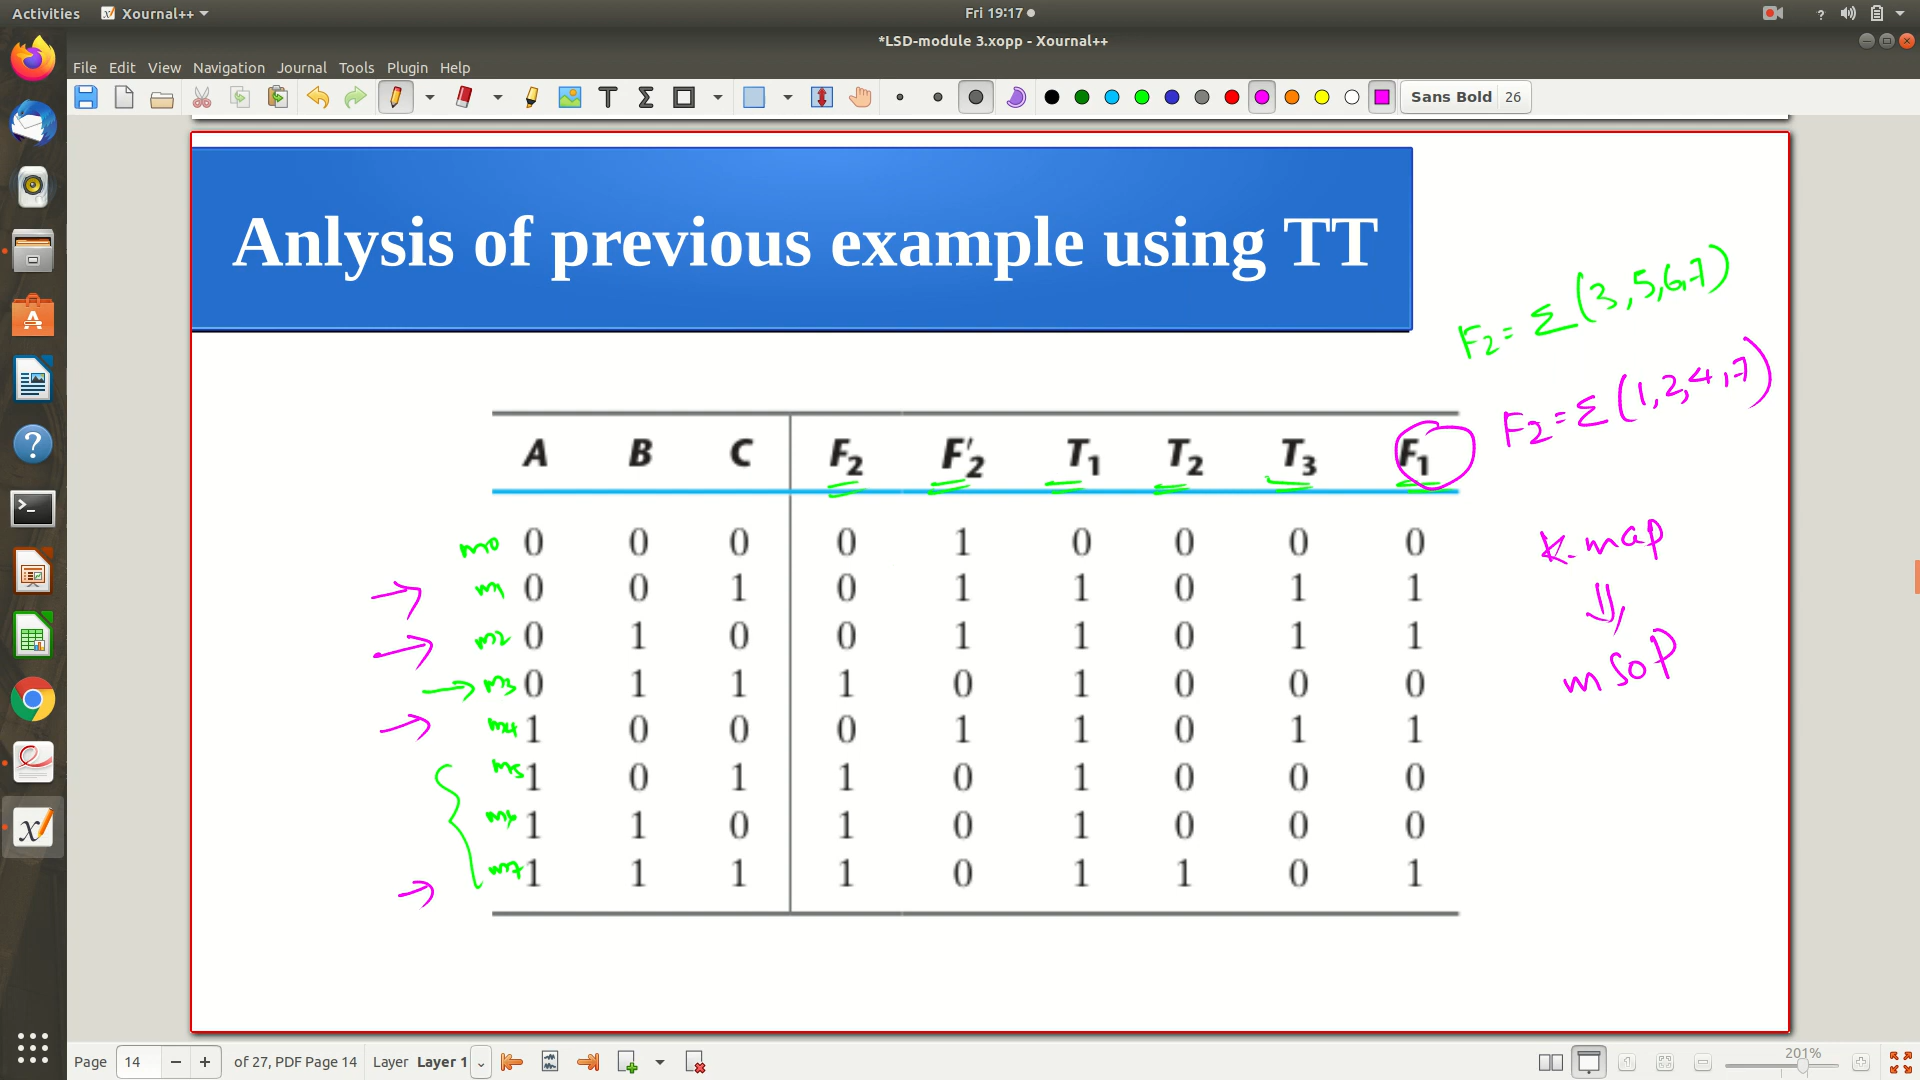 Activities Xournal++ Fri 19:17 ?
*LSD-module 3.xopp - Xournal++
File Edit View Navigation Journal Tools Plugin Help
Sans Bold 26
Anlysis of previous example using TT
F2 = Σ(3,5,6,7)
F2 = Σ(1,2,4,7)
A B C F2 F′2 T1 T2 T3 F1
m0 0 0 0 0 1 0 0 0 0
m1 0 0 1 0 1 1 0 1 1
m2 0 1 0 0 1 1 0 1 1
m3 0 1 1 1 0 1 0 0 0
m4 1 0 0 0 1 1 0 1 1
m5 1 0 1 1 0 1 0 0 0
m6 1 1 0 1 0 1 0 0 0
m7 1 1 1 1 0 1 1 0 1
K-map
⇓
mSOP
Page 14 − + of 27, PDF Page 14 Layer Layer 1 201%